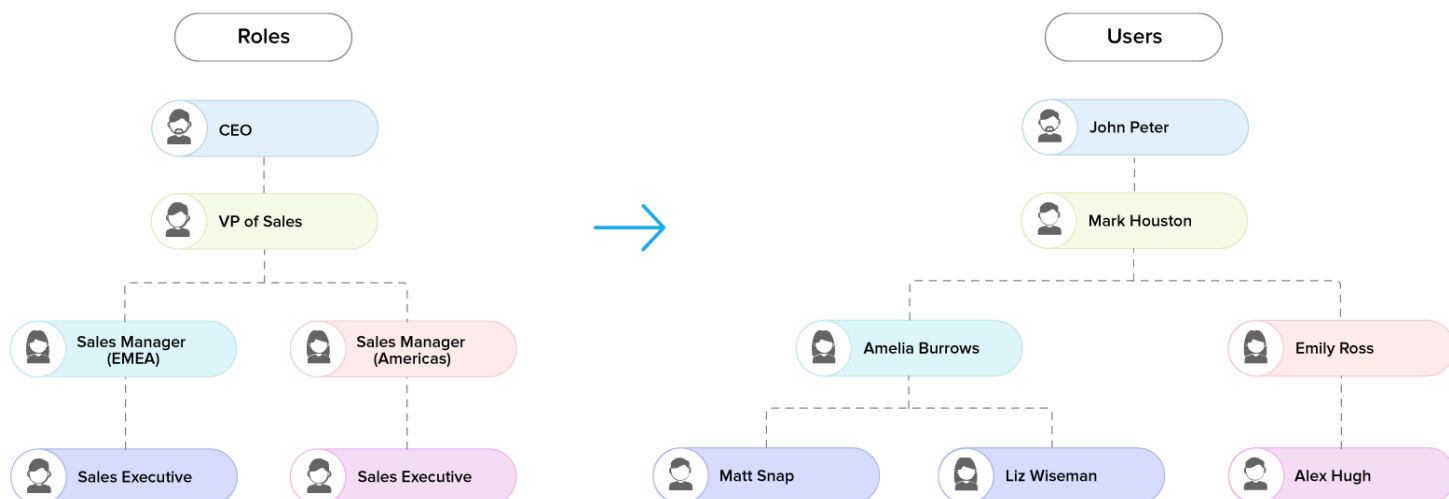 Roles
Users
CEO
John Peter
VP of Sales
Mark Houston
Sales Manager
(EMEA)
Sales Manager
(Americas)
Amelia Burrows
Emily Ross
Sales Executive
Sales Executive
Matt Snap
Liz Wiseman
Alex Hugh